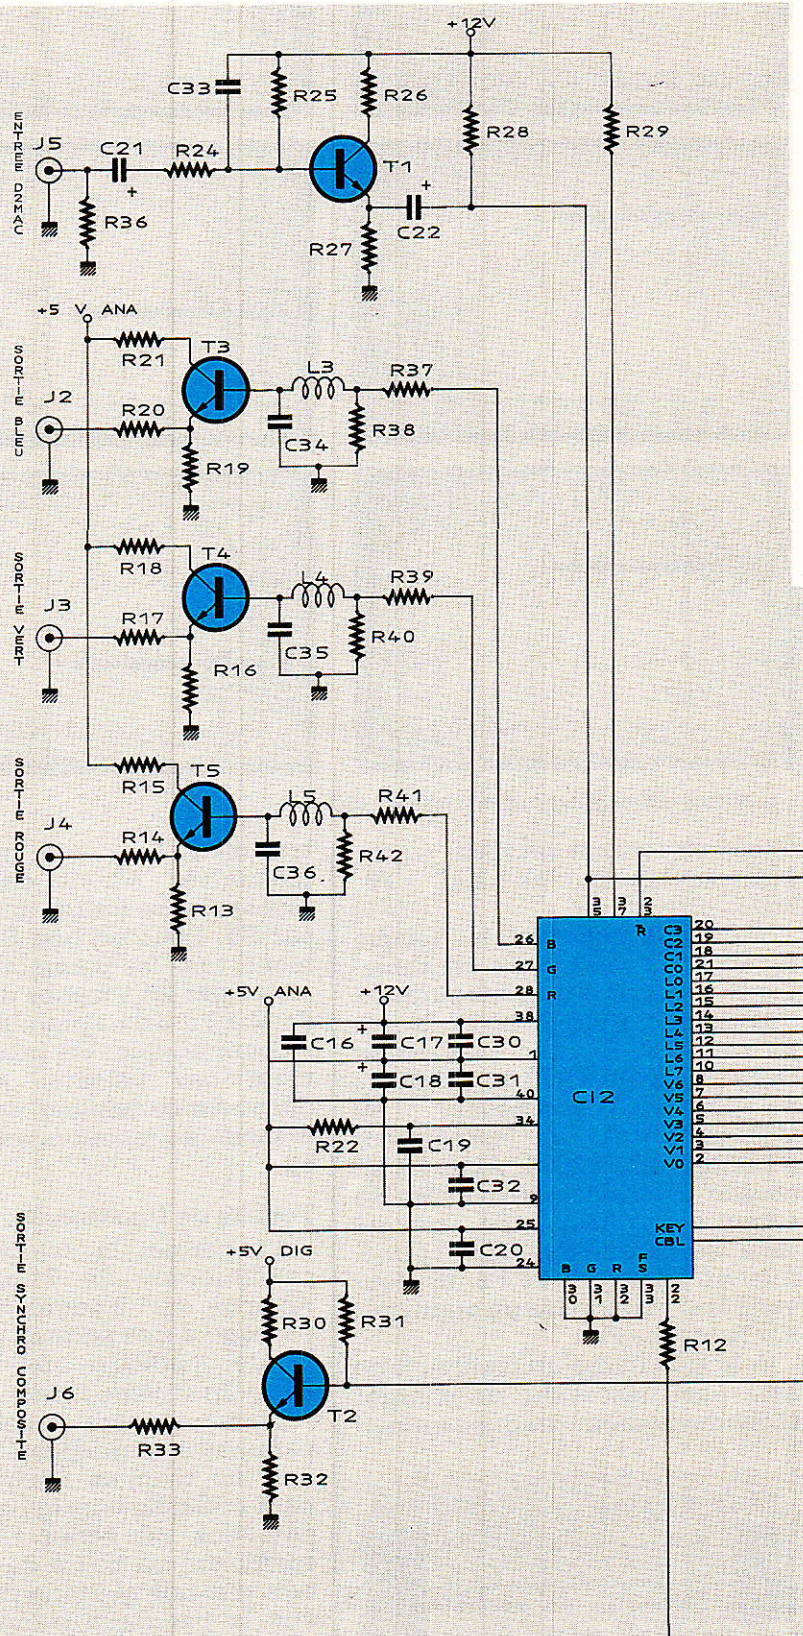 +12V
C33
R25
R26
R28
R29
ENTREE D2MAC
J5
C21
+
R24
T1
R36
+
C22
R27
+5 V ANA
R21
T3
L3
R37
SORTIE BLEU
J2
R20
C34
R38
R19
R18
T4
L4
R39
SORTIE VERT
J3
R17
C35
R40
R16
R15
T5
L5
R41
SORTIE ROUGE
J4
R14
C36
R42
R13
35
37
23
R
26 B
27 G
28 R
38
1
40
34
9
25
24
C3 20
C2 19
C1 18
C0 21
L0 17
L1 16
L2 15
L3 14
L4 13
L5 12
L6 11
L7 10
V6 8
V5 7
V4 6
V3 5
V2 4
V1 3
V0 2
KEY
CBL
CI2
B G R FS
30
31
32
33
22
+5V ANA
+12V
C16
+
C17
C30
+
C18
C31
R22
C19
C32
C20
+5V DIG
R30
R31
R12
SORTIE SYNCHRO COMPOSITE
J6
T2
R33
R32